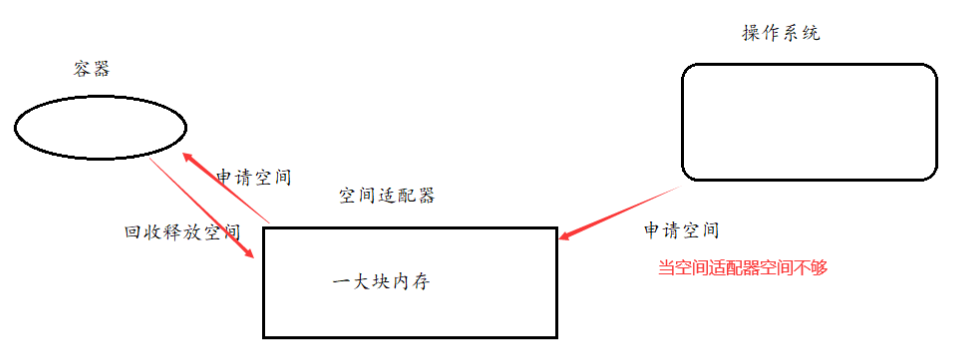 操作系统
容器
申请空间
空间适配器
回收释放空间
申请空间
当空间适配器空间不够
一大块内存